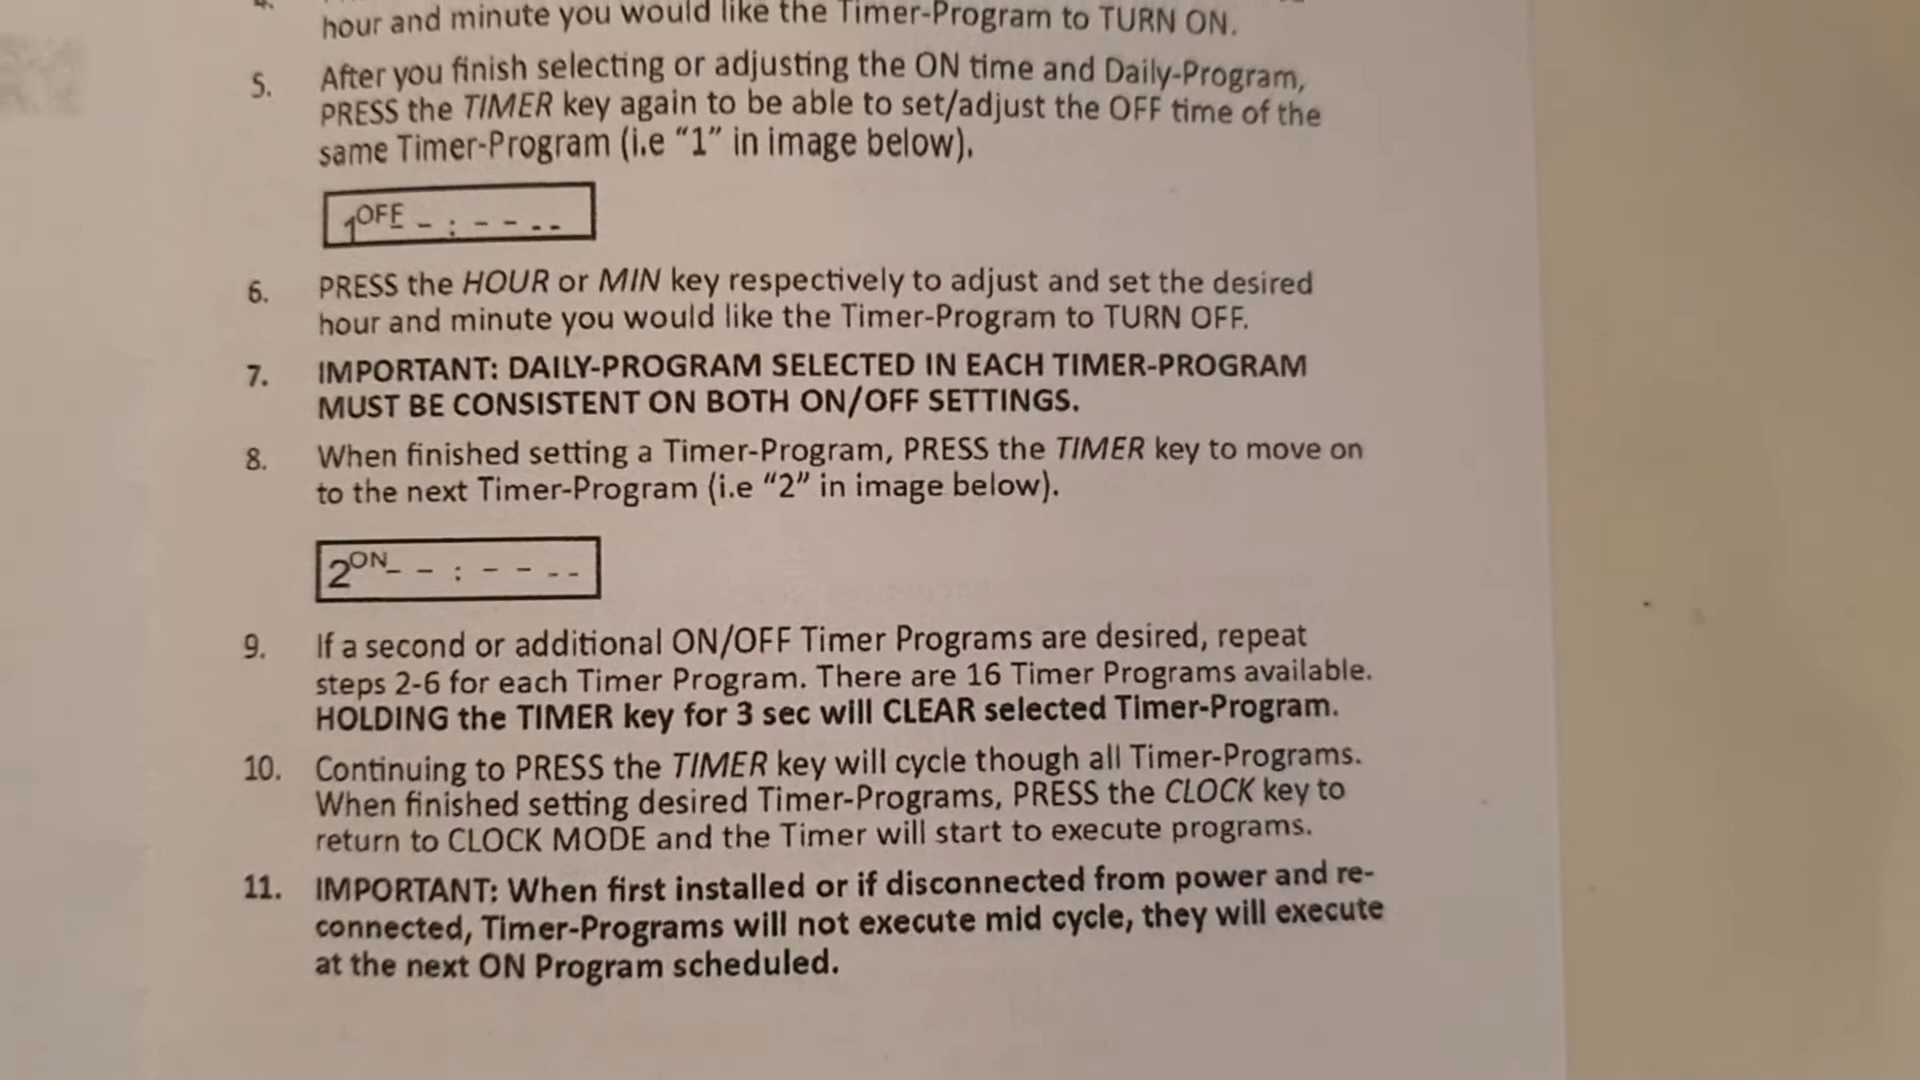 hour and minute you would like the Timer-Program to TURN ON.
5. After you finish selecting or adjusting the ON time and Daily-Program,
PRESS the TIMER key again to be able to set/adjust the OFF time of the
same Timer-Program (i.e “1” in image below).
1OFF - : - - - -
6. PRESS the HOUR or MIN key respectively to adjust and set the desired
hour and minute you would like the Timer-Program to TURN OFF.
7. IMPORTANT: DAILY-PROGRAM SELECTED IN EACH TIMER-PROGRAM
MUST BE CONSISTENT ON BOTH ON/OFF SETTINGS.
8. When finished setting a Timer-Program, PRESS the TIMER key to move on
to the next Timer-Program (i.e “2” in image below).
2ON- - : - - - -
9. If a second or additional ON/OFF Timer Programs are desired, repeat
steps 2-6 for each Timer Program. There are 16 Timer Programs available.
HOLDING the TIMER key for 3 sec will CLEAR selected Timer-Program.
10. Continuing to PRESS the TIMER key will cycle though all Timer-Programs.
When finished setting desired Timer-Programs, PRESS the CLOCK key to
return to CLOCK MODE and the Timer will start to execute programs.
11. IMPORTANT: When first installed or if disconnected from power and re-
connected, Timer-Programs will not execute mid cycle, they will execute
at the next ON Program scheduled.